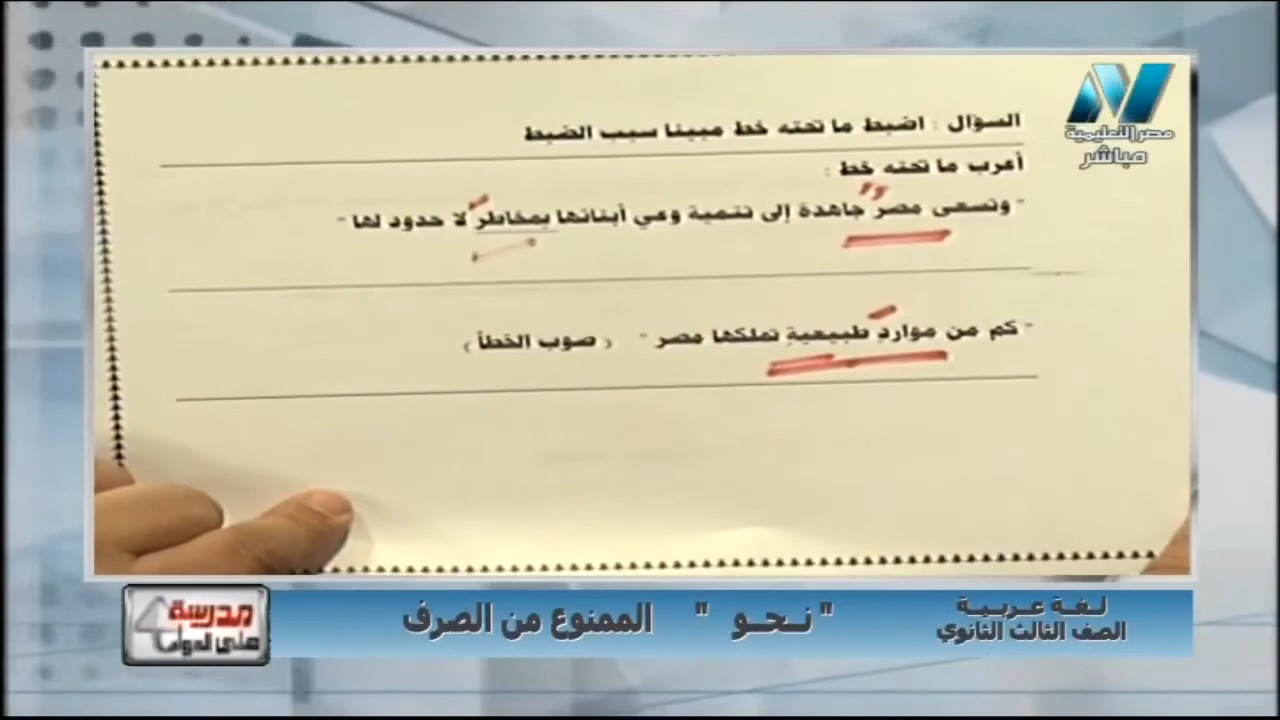 مصر التعليمية
مباشر
السؤال : اضبط ما تحته خط مبينا سبب الضبط
أعرب ما تحته خط :
" وتسعى مصر جاهدة إلى تنمية وعي أبنائها بمخاطر لا حدود لها "
" كم من مواردِ طبيعيةِ تملكها مصر " ( صوب الخطأ )
لغة عربية
الصف الثالث الثانوي
" نحو " الممنوع من الصرف
مدرسة
على الهواء